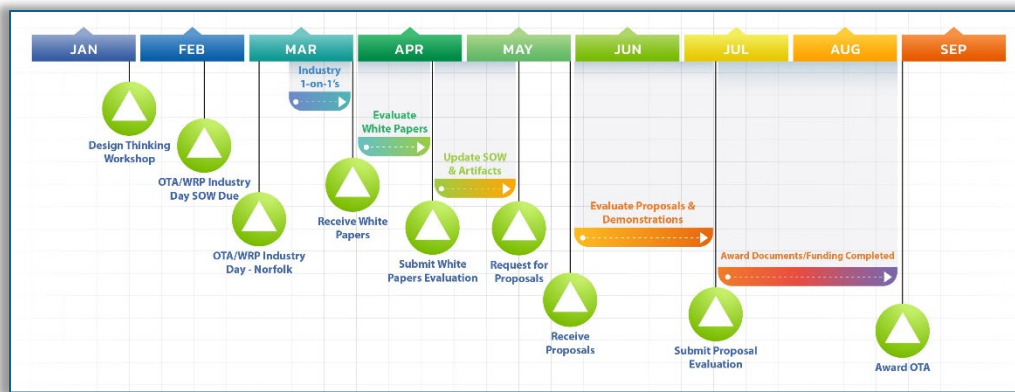 JAN
FEB
MAR
APR
MAY
JUN
JUL
AUG
SEP
Industry
1-on-1's
Evaluate
White Papers
Update SOW
& Artifacts
Evaluate Proposals &
Demonstrations
Award Documents/Funding Completed
Design Thinking
Workshop
OTA/WRP Industry
Day SOW Due
OTA/WRP Industry
Day - Norfolk
Receive White
Papers
Submit White
Papers Evaluation
Request for
Proposals
Receive
Proposals
Submit Proposal
Evaluation
Award OTA